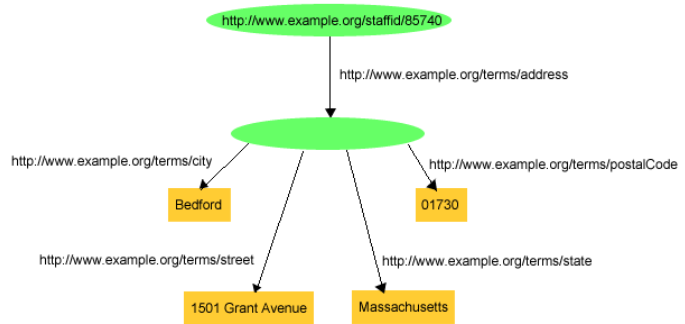 http://www.example.org/staffid/85740
http://www.example.org/terms/address
http://www.example.org/terms/city
http://www.example.org/terms/postalCode
Bedford
01730
http://www.example.org/terms/street
http://www.example.org/terms/state
1501 Grant Avenue
Massachusetts